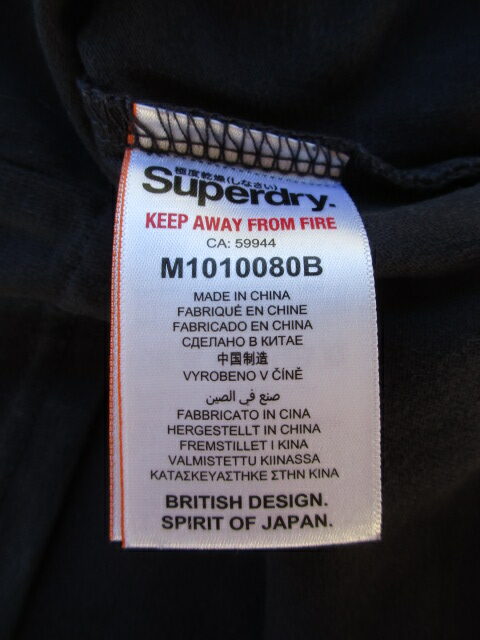 極度乾燥(しなさい)
Superdry.
KEEP AWAY FROM FIRE
CA: 59944
M1010080B
MADE IN CHINA
FABRIQUÉ EN CHINE
FABRICADO EN CHINA
СДЕЛАНО В КИТАЕ
中国制造
VYROBENO V ČÍNĚ
صنع في الصين
FABBRICATO IN CINA
HERGESTELLT IN CHINA
FREMSTILLET I KINA
VALMISTETTU KIINASSA
ΚΑΤΑΣΚΕΥΑΣΤΗΚΕ ΣΤΗΝ ΚΙΝΑ
BRITISH DESIGN.
SPIRIT OF JAPAN.